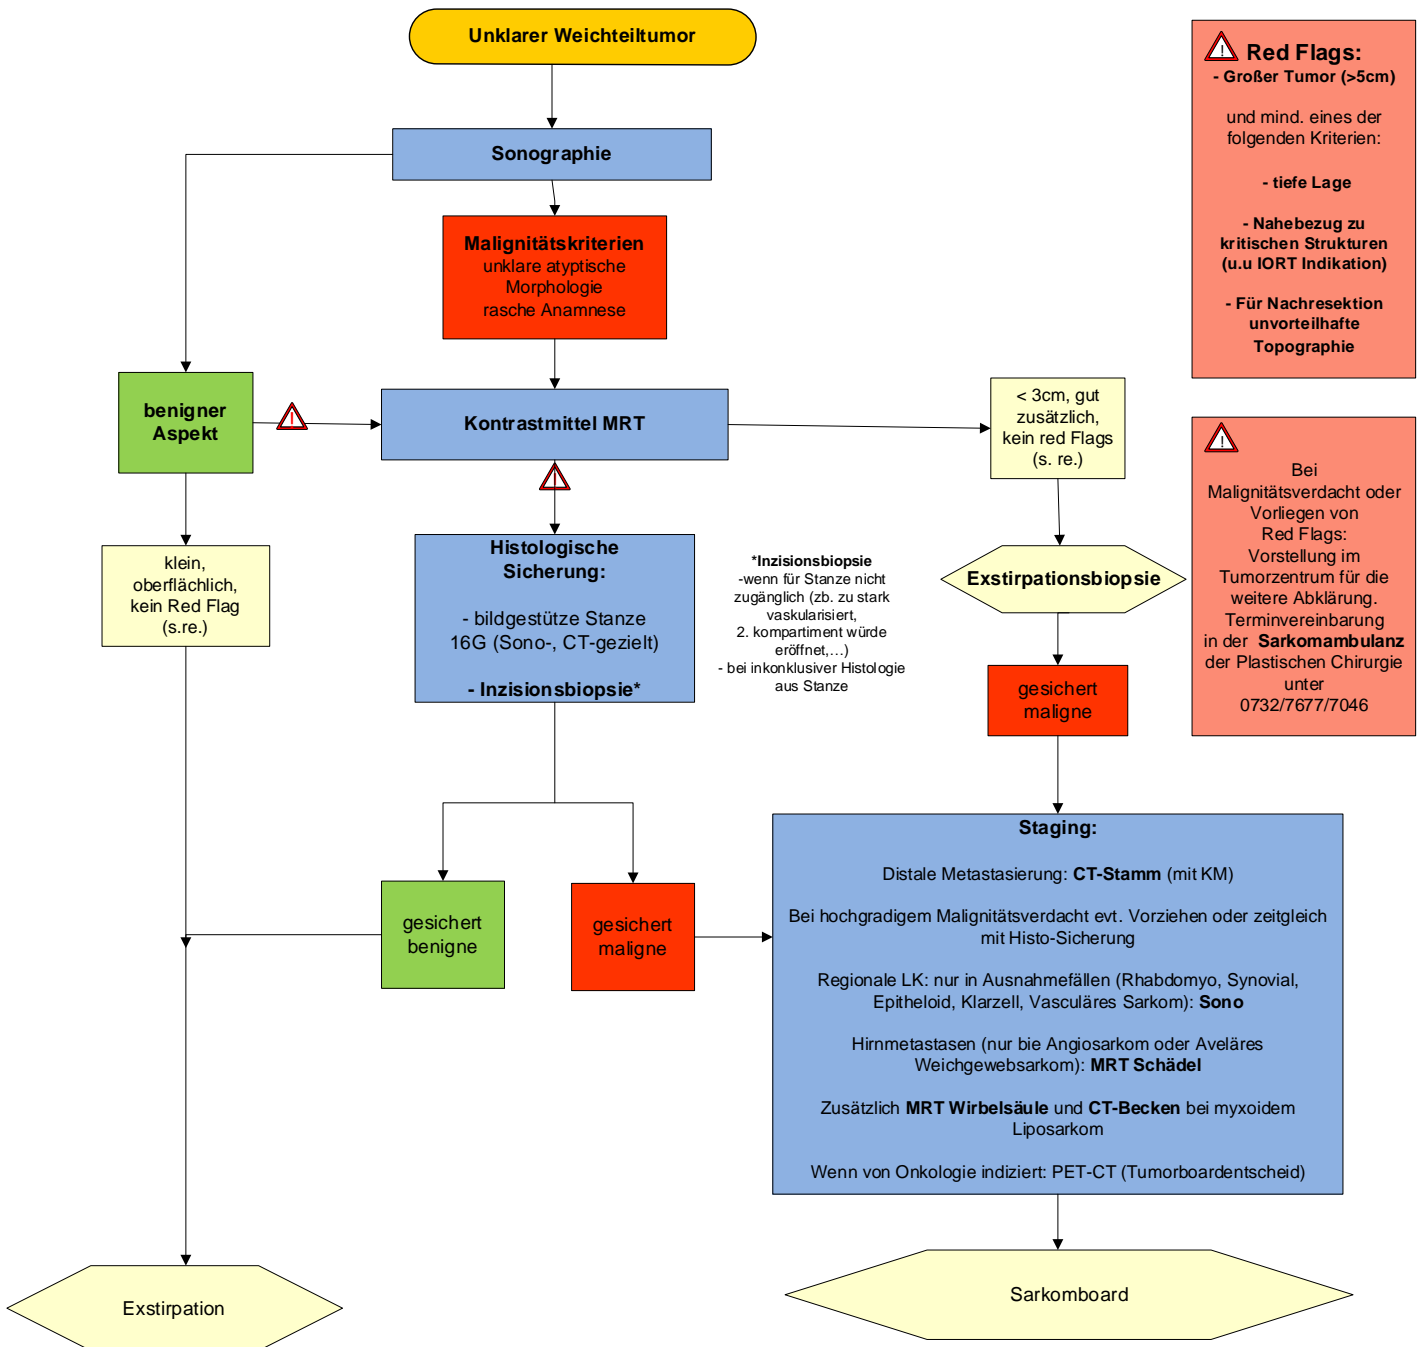 Unklarer Weichteiltumor
Sonographie
Malignitätskriterien
unklare atyptische
Morphologie
rasche Anamnese
benigner
Aspekt
!
Kontrastmittel MRT
!
< 3cm, gut
zusätzlich,
kein red Flags
(s. re.)
klein,
oberflächlich,
kein Red Flag
(s.re.)
Histologische
Sicherung:
- bildgestütze Stanze
16G (Sono-, CT-gezielt)
- Inzisionsbiopsie*
*Inzisionsbiopsie
-wenn für Stanze nicht
zugänglich (zb. zu stark
vaskularisiert,
2. kompartiment würde
eröffnet,...)
- bei inkonklusiver Histologie
aus Stanze
Exstirpationsbiopsie
gesichert
maligne
gesichert
benigne
gesichert
maligne
Staging:
Distale Metastasierung: CT-Stamm (mit KM)
Bei hochgradigem Malignitätsverdacht evt. Vorziehen oder zeitgleich
mit Histo-Sicherung
Regionale LK: nur in Ausnahmefällen (Rhabdomyo, Synovial,
Epitheloid, Klarzell, Vasculäres Sarkom): Sono
Hirnmetastasen (nur bie Angiosarkom oder Aveläres
Weichgewebsarkom): MRT Schädel
Zusätzlich MRT Wirbelsäule und CT-Becken bei myxoidem
Liposarkom
Wenn von Onkologie indiziert: PET-CT (Tumorboardentscheid)
Exstirpation
Sarkomboard
! Red Flags:
- Großer Tumor (>5cm)
und mind. eines der
folgenden Kriterien:
- tiefe Lage
- Nahebezug zu
kritischen Strukturen
(u.u IORT Indikation)
- Für Nachresektion
unvorteilhafte
Topographie
!
Bei
Malignitätsverdacht oder
Vorliegen von
Red Flags:
Vorstellung im
Tumorzentrum für die
weitere Abklärung.
Terminvereinbarung
in der Sarkomambulanz
der Plastischen Chirurgie
unter
0732/7677/7046